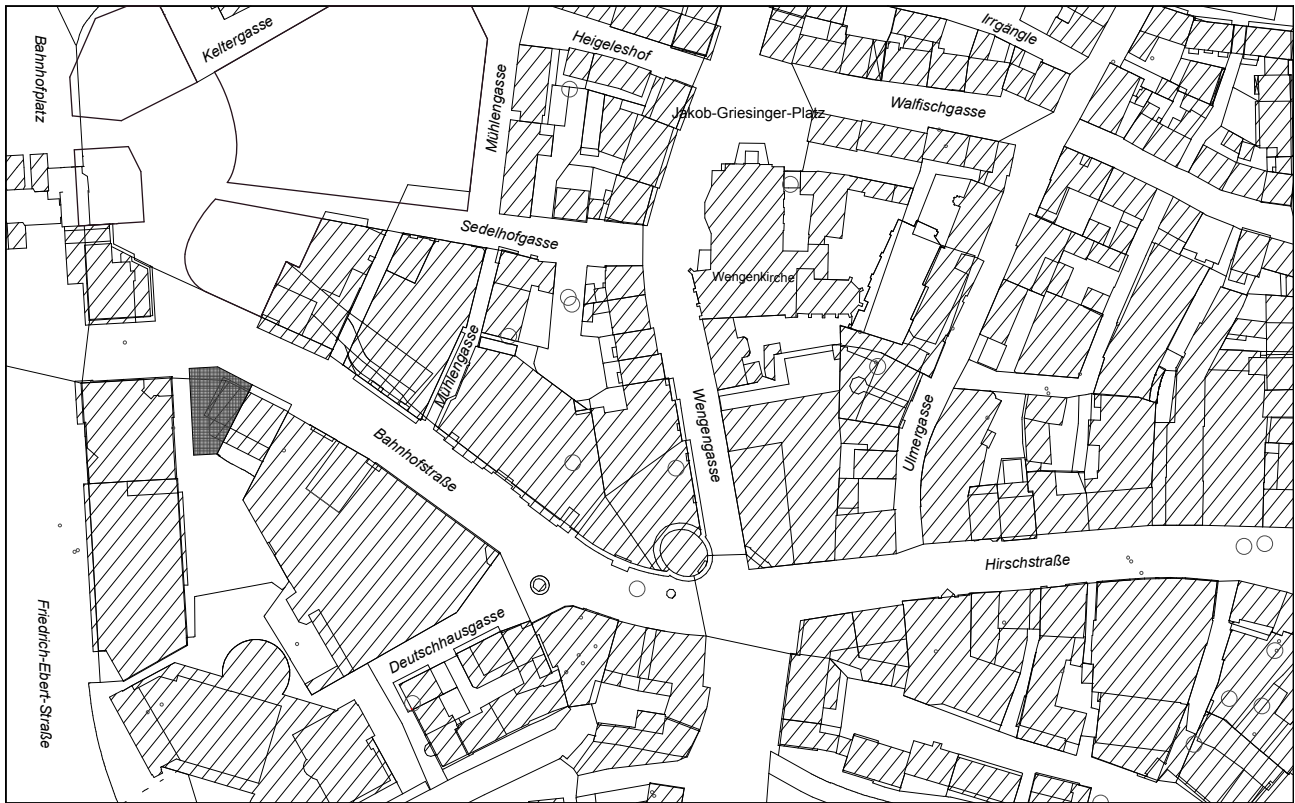 Bahnhofplatz
Keltergasse
Mühlengasse
Heigeleshof
Irrgängle
Walfischgasse
Jakob-Griesinger-Platz
Sedelhofgasse
Wengenkirche
Mühlengasse
Wengengasse
Ulmergasse
Bahnhofstraße
Hirschstraße
Deutschhausgasse
Friedrich-Ebert-Straße